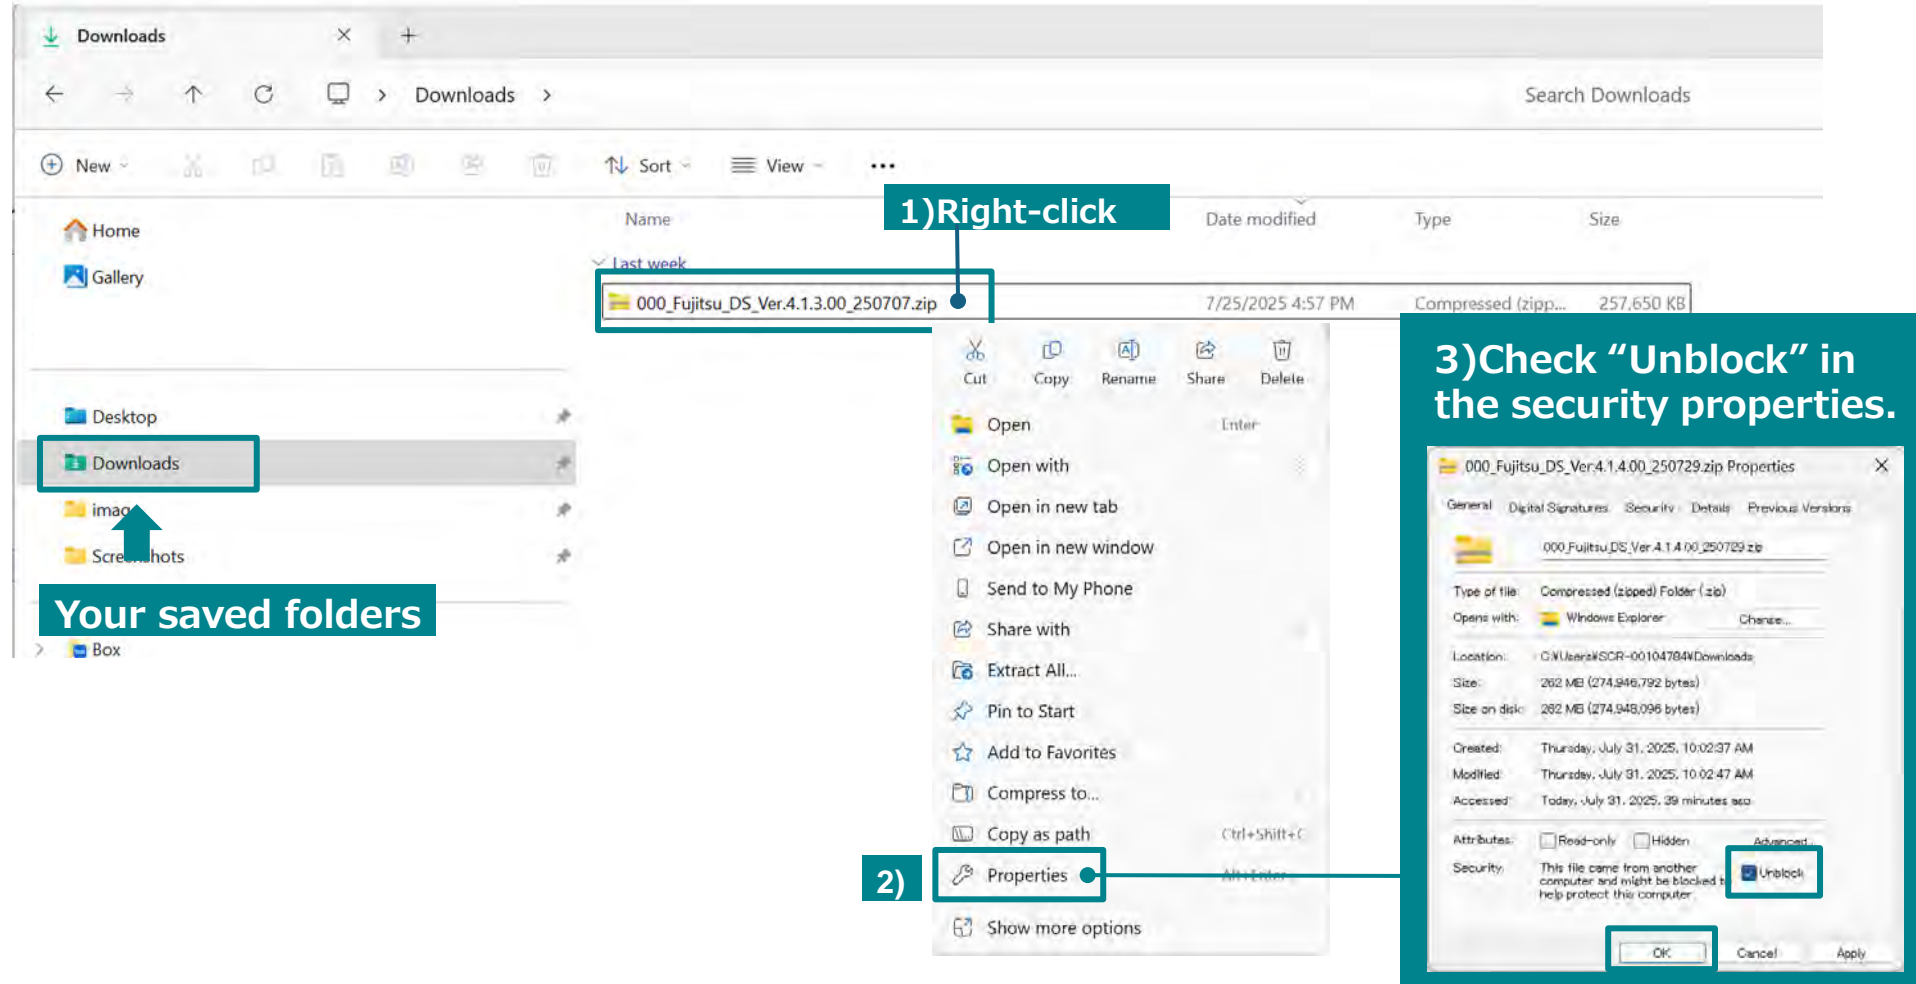 Downloads
Downloads
Search Downloads
New
Sort
View
1)Right-click
Name
Date modified
Type
Size
Home
Gallery
Last week
000_Fujitsu_DS_Ver.4.1.3.00_250707.zip
7/25/2025 4:57 PM
Compressed (zipp...
257,650 KB
Desktop
Downloads
Your saved folders
Box
Cut
Copy
Rename
Share
Delete
Open
Enter
Open with
Open in new tab
Open in new window
Send to My Phone
Share with
Extract All...
Pin to Start
Add to Favorites
Compress to...
Copy as path
Ctrl+Shift+C
2)
Properties
Alt+Enter
Show more options
3)Check “Unblock” in
the security properties.
000_Fujitsu_DS_Ver.4.1.4.00_250729.zip Properties
General
Digital Signatures
Security
Details
Previous Versions
000_Fujitsu_DS_Ver.4.1.4.00_250729.zip
Type of file:
Compressed (zipped) Folder (.zip)
Opens with:
Windows Explorer
Change...
Location:
C:¥Users¥SCR-00104784¥Downloads
Size:
262 MB (274,946,792 bytes)
Size on disk:
262 MB (274,948,096 bytes)
Created:
Thursday, July 31, 2025, 10:02:37 AM
Modified:
Thursday, July 31, 2025, 10:02:47 AM
Accessed:
Today, July 31, 2025, 39 minutes ago
Attributes:
Read-only
Hidden
Advanced...
Security:
This file came from another
computer and might be blocked to
help protect this computer.
Unblock
OK
Cancel
Apply